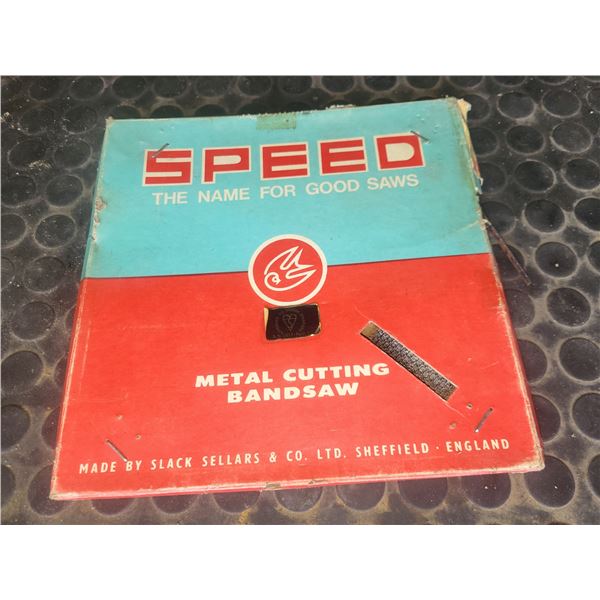 SPEED
THE NAME FOR GOOD SAWS
METAL CUTTING
BANDSAW
MADE BY SLACK SELLARS & CO. LTD. SHEFFIELD · ENGLAND